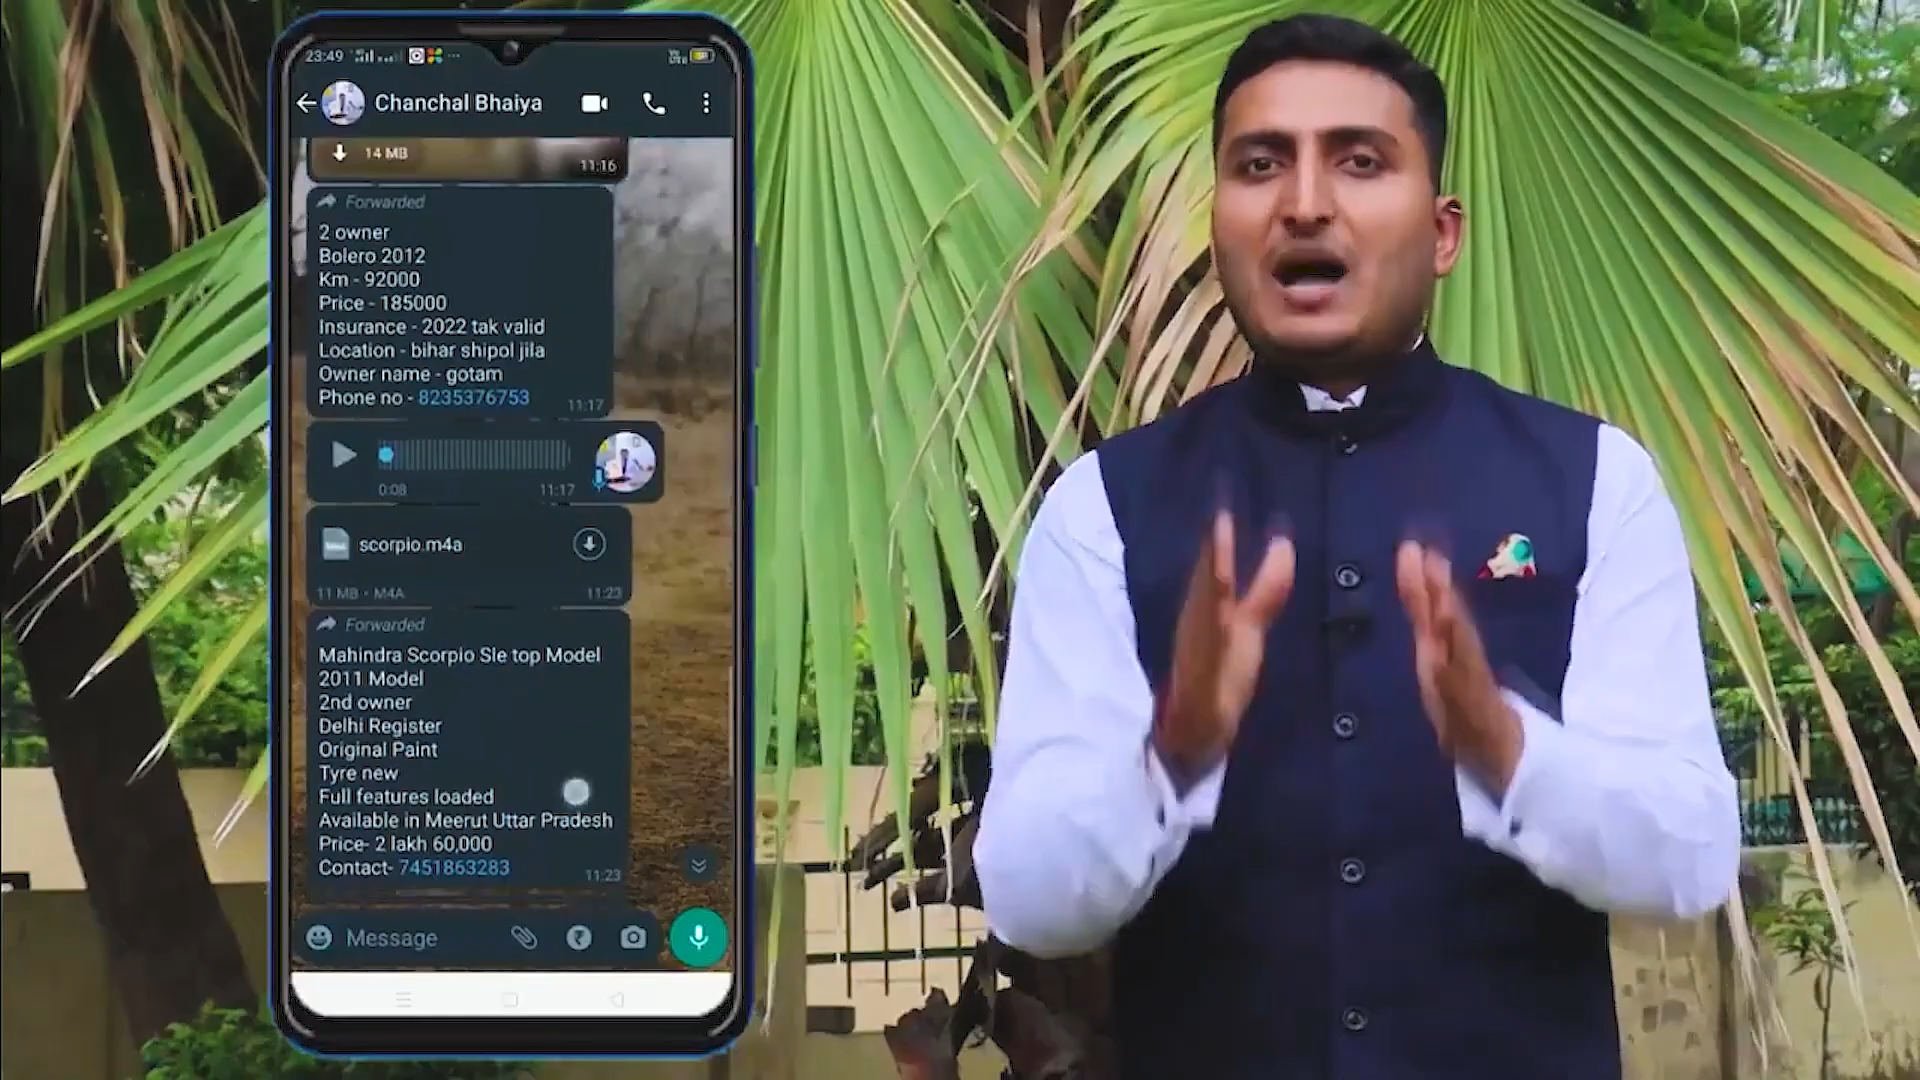 23:49
Chanchal Bhaiya
14 MB
11:16
Forwarded
2 owner
Bolero 2012
Km - 92000
Price - 185000
Insurance - 2022 tak valid
Location - bihar shipol jila
Owner name - gotam
Phone no - 8235376753
11:17
0:08
11:17
scorpio.m4a
11 MB • M4A
11:23
Forwarded
Mahindra Scorpio Sle top Model
2011 Model
2nd owner
Delhi Register
Original Paint
Tyre new
Full features loaded
Available in Meerut Uttar Pradesh
Price- 2 lakh 60,000
Contact- 7451863283
11:23
Message